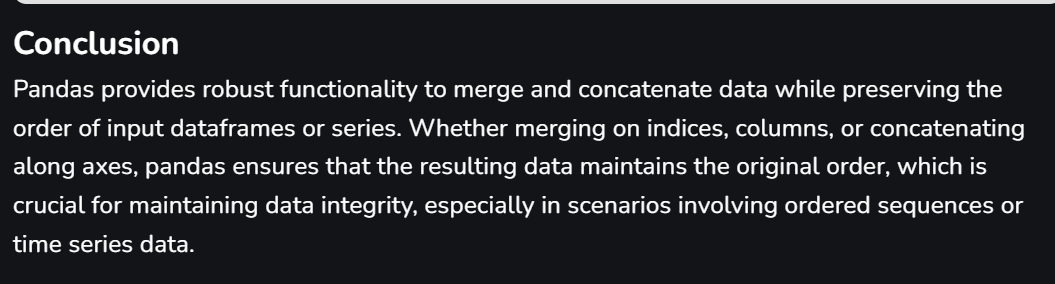 Conclusion
Pandas provides robust functionality to merge and concatenate data while preserving the
order of input dataframes or series. Whether merging on indices, columns, or concatenating
along axes, pandas ensures that the resulting data maintains the original order, which is
crucial for maintaining data integrity, especially in scenarios involving ordered sequences or
time series data.